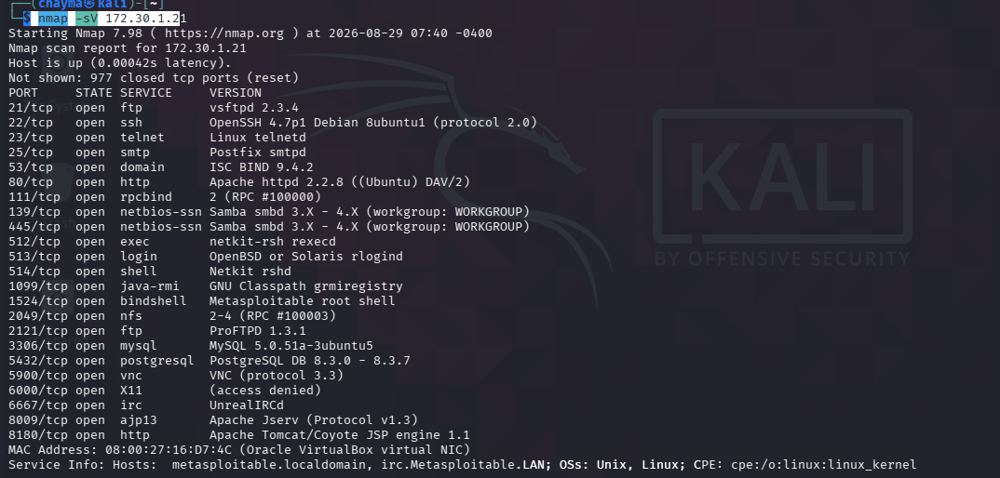 (chayma㉿kali)-[~]
$ nmap -sV 172.30.1.21
Starting Nmap 7.98 ( https://nmap.org ) at 2026-08-29 07:40 -0400
Nmap scan report for 172.30.1.21
Host is up (0.00042s latency).
Not shown: 977 closed tcp ports (reset)
PORT     STATE SERVICE     VERSION
21/tcp   open  ftp         vsftpd 2.3.4
22/tcp   open  ssh         OpenSSH 4.7p1 Debian 8ubuntu1 (protocol 2.0)
23/tcp   open  telnet      Linux telnetd
25/tcp   open  smtp        Postfix smtpd
53/tcp   open  domain      ISC BIND 9.4.2
80/tcp   open  http        Apache httpd 2.2.8 ((Ubuntu) DAV/2)
111/tcp  open  rpcbind     2 (RPC #100000)
139/tcp  open  netbios-ssn Samba smbd 3.X - 4.X (workgroup: WORKGROUP)
445/tcp  open  netbios-ssn Samba smbd 3.X - 4.X (workgroup: WORKGROUP)
512/tcp  open  exec        netkit-rsh rexecd
513/tcp  open  login       OpenBSD or Solaris rlogind
514/tcp  open  shell       Netkit rshd
1099/tcp open  java-rmi    GNU Classpath grmiregistry
1524/tcp open  bindshell   Metasploitable root shell
2049/tcp open  nfs         2-4 (RPC #100003)
2121/tcp open  ftp         ProFTPD 1.3.1
3306/tcp open  mysql       MySQL 5.0.51a-3ubuntu5
5432/tcp open  postgresql  PostgreSQL DB 8.3.0 - 8.3.7
5900/tcp open  vnc         VNC (protocol 3.3)
6000/tcp open  X11         (access denied)
6667/tcp open  irc         UnrealIRCd
8009/tcp open  ajp13       Apache Jserv (Protocol v1.3)
8180/tcp open  http        Apache Tomcat/Coyote JSP engine 1.1
MAC Address: 08:00:27:16:D7:4C (Oracle VirtualBox virtual NIC)
Service Info: Hosts:  metasploitable.localdomain, irc.Metasploitable.LAN; OSs: Unix, Linux; CPE: cpe:/o:linux:linux_kernel
KALI
BY OFFENSIVE SECURITY